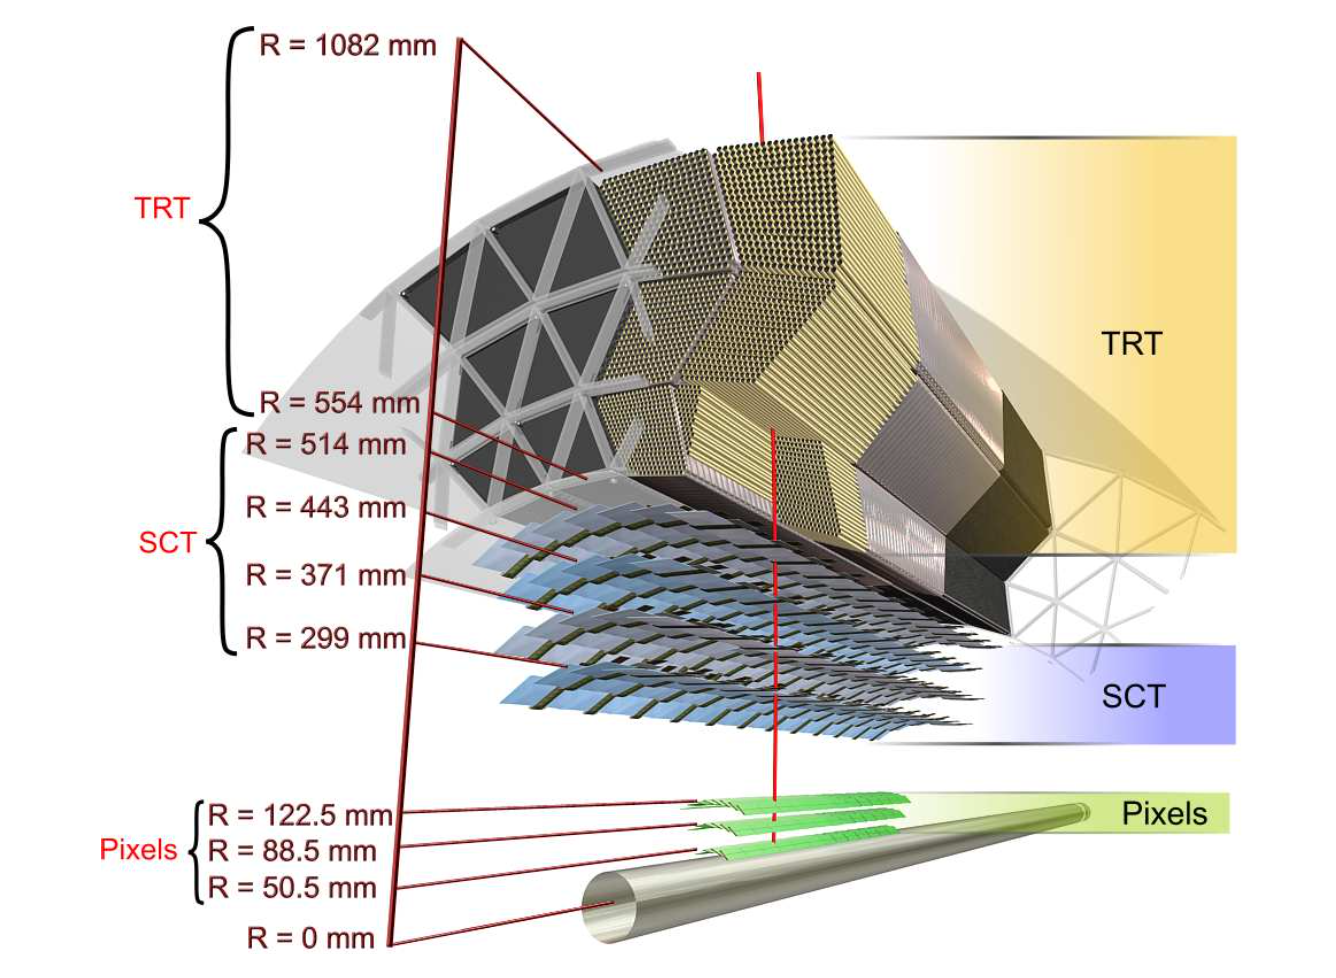 R = 1082 mm
TRT
TRT
R = 554 mm
R = 514 mm
R = 443 mm
SCT
R = 371 mm
R = 299 mm
SCT
R = 122.5 mm
Pixels
Pixels
R = 88.5 mm
R = 50.5 mm
R = 0 mm